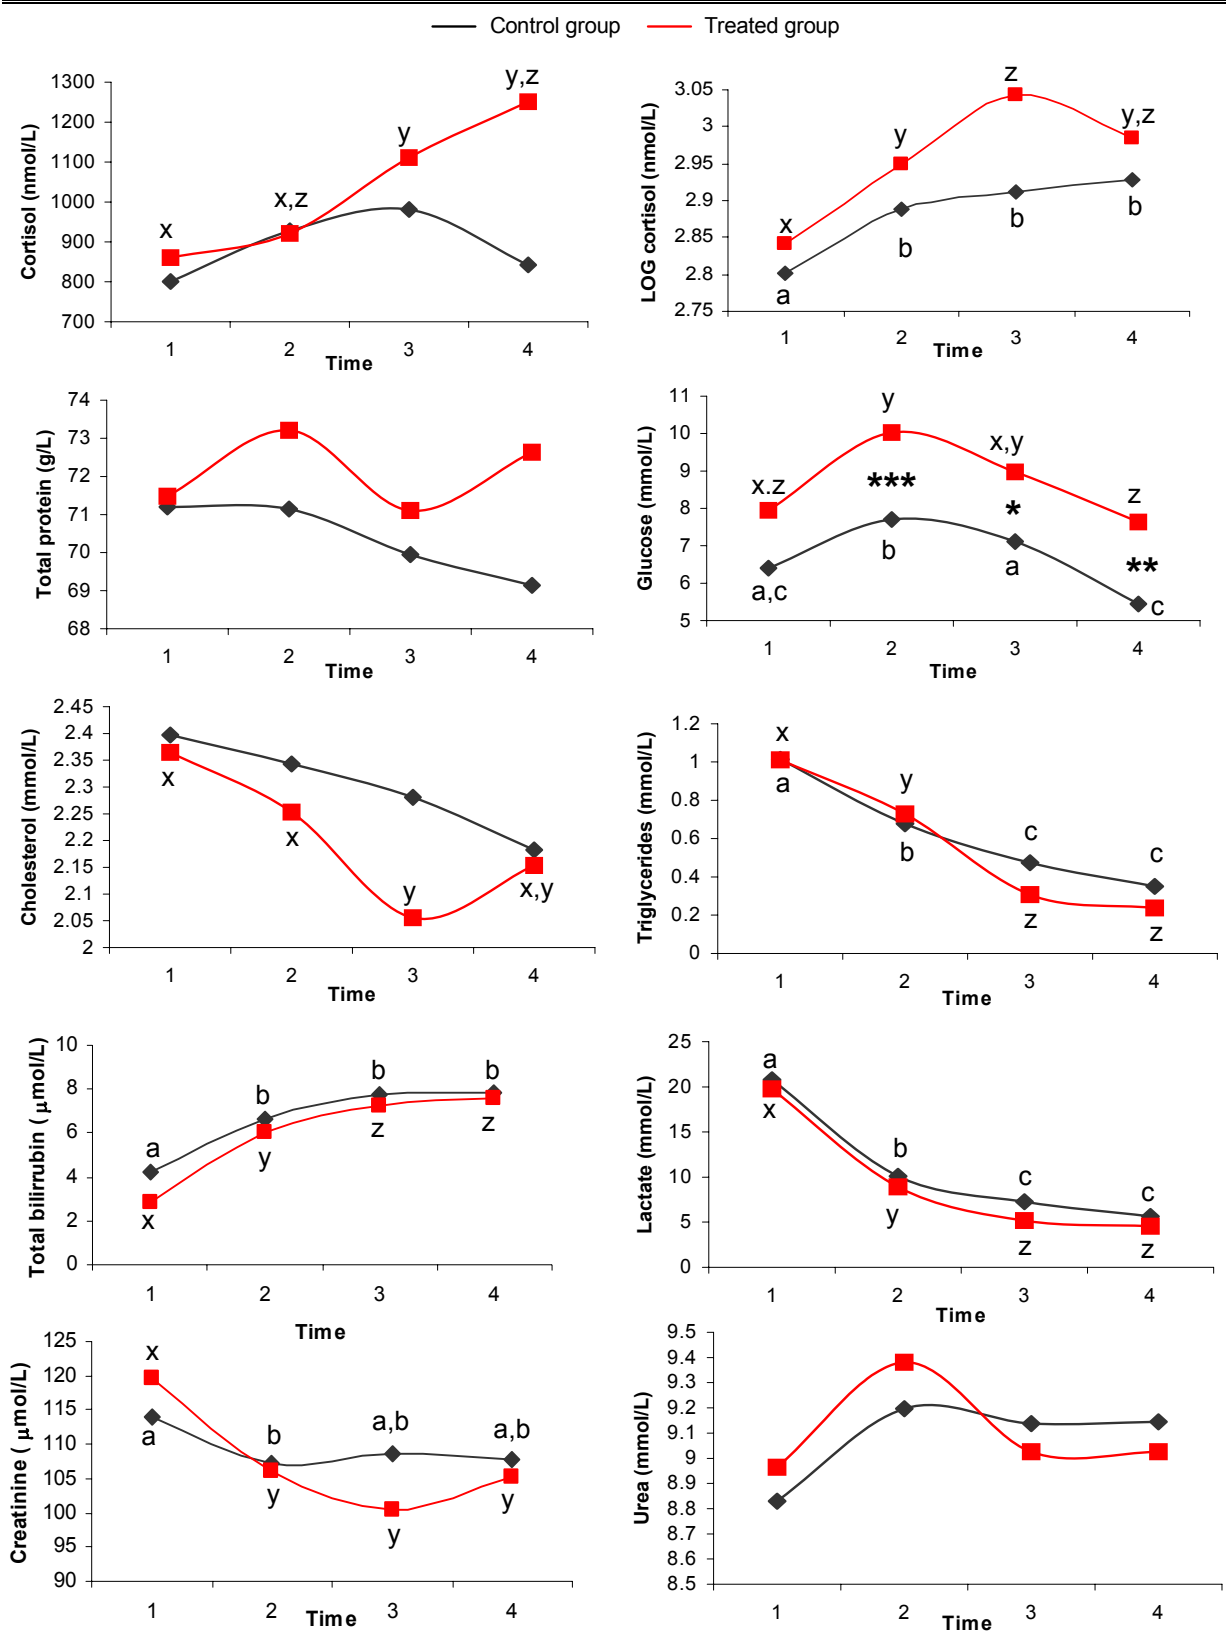 Control group Treated group
Cortisol (nmol/L)
1300
1200
1100
1000
900
800
700
x
x,z
y
y,z
1 2 3 4
Time
LOG cortisol (nmol/L)
3.05
3
2.95
2.9
2.85
2.8
2.75
x
y
z
y,z
a
b
b
b
1 2 3 4
Time
Total protein (g/L)
74
73
72
71
70
69
68
1 2 3 4
Time
Glucose (mmol/L)
11
10
9
8
7
6
5
x.z
y
x,y
z
***
*
**
a,c
b
a
c
1 2 3 4
Time
Cholesterol (mmol/L)
2.45
2.4
2.35
2.3
2.25
2.2
2.15
2.1
2.05
2
x
x
y
x,y
1 2 3 4
Time
Triglycerides (mmol/L)
1.2
1
0.8
0.6
0.4
0.2
0
x
y
c
c
a
b
z
z
1 2 3 4
Time
Total bilirrubin ( μmol/L)
10
8
6
4
2
0
a
b
b
b
x
y
z
z
1 2 3 4
Time
Lactate (mmol/L)
25
20
15
10
5
0
a
b
c
c
x
y
z
z
1 2 3 4
Time
Creatinine ( μmol/L)
125
120
115
110
105
100
95
90
x
b
a,b
a,b
a
y
y
y
1 2 3 4
Time
Urea (mmol/L)
9.5
9.4
9.3
9.2
9.1
9
8.9
8.8
8.7
8.6
8.5
1 2 3 4
Time